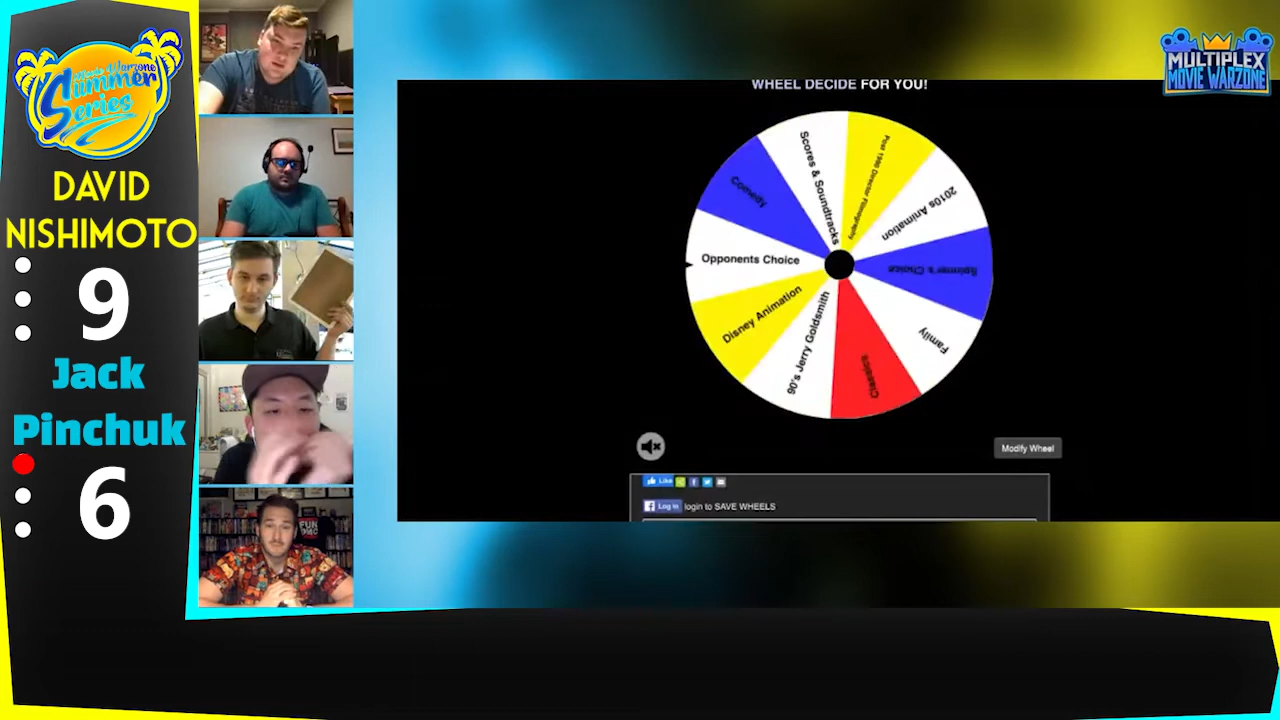 Movie Warzone
Summer
Series
DAVID
NISHIMOTO
9
Jack
Pinchuk
6
MULTIPLEX
MOVIE WARZONE
WHEEL DECIDE FOR YOU!
Comedy
Scores & Soundtracks
Post 1990 Director Filmography
2010s Animation
Spinner's Choice
Family
Classics
90's Jerry Goldsmith
Disney Animation
Opponents Choice
Modify Wheel
Like
Log in login to SAVE WHEELS